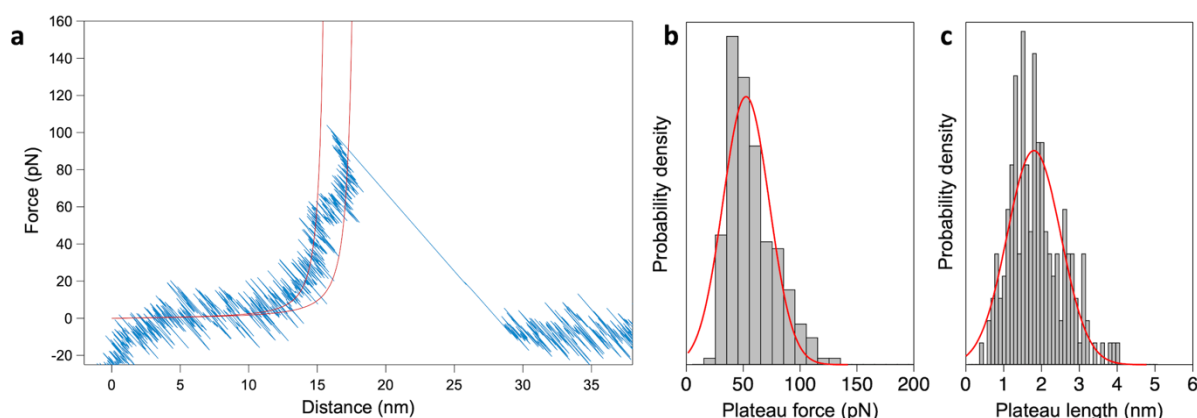 a
160
140
120
100
80
60
40
20
0
-20
Force (pN)
0 5 10 15 20 25 30 35
Distance (nm)
b
Probability density
0 50 100 150 200
Plateau force (pN)
c
Probability density
0 1 2 3 4 5 6
Plateau length (nm)